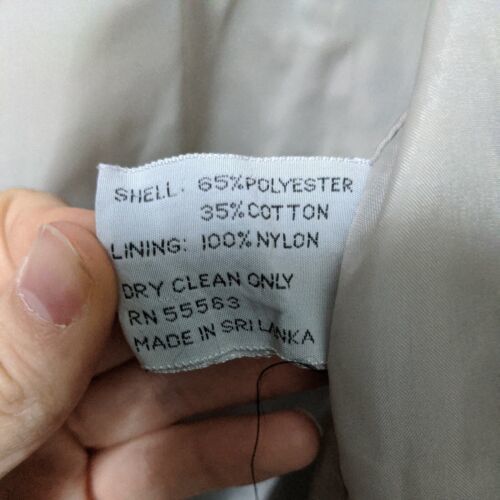 SHELL: 65% POLYESTER
35% COTTON
LINING: 100% NYLON
DRY CLEAN ONLY
RN 55563
MADE IN SRI LANKA